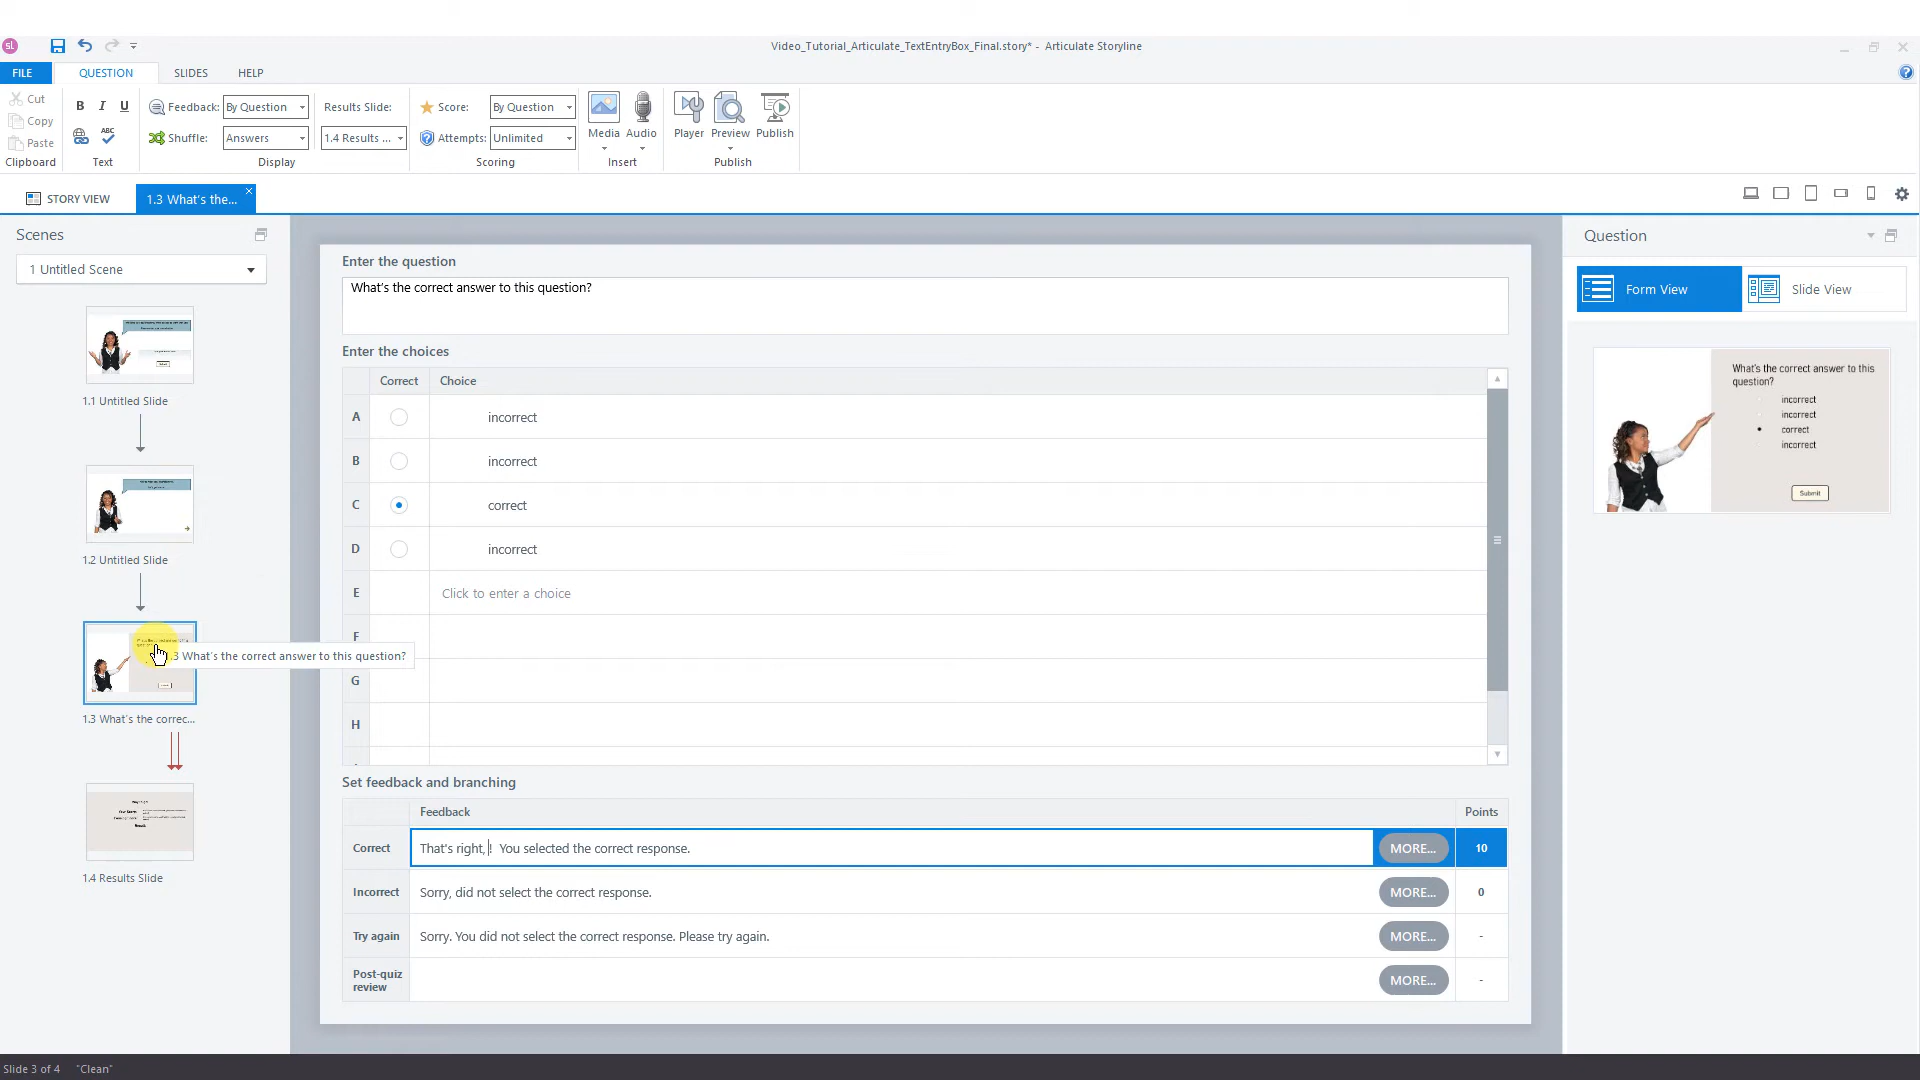 sL
Video_Tutorial_Articulate_TextEntryBox_Final.story* - Articulate Storyline
FILE QUESTION SLIDES HELP
Cut
Copy
Paste
Clipboard
B I U
ABC
Text
Feedback: By Question
Shuffle: Answers
Results Slide:
1.4 Results ...
Display
Score: By Question
Attempts: Unlimited
Scoring
Media Audio
Insert
Player Preview Publish
Publish
STORY VIEW
1.3 What's the...
Scenes
1 Untitled Scene
1.1 Untitled Slide
1.2 Untitled Slide
1.3 What's the correct answer to this question?
1.3 What's the correc...
1.4 Results Slide
Enter the question
What's the correct answer to this question?
Enter the choices
Correct Choice
A incorrect
B incorrect
C correct
D incorrect
E Click to enter a choice
F
G
H
Set feedback and branching
Feedback Points
Correct That's right, ! You selected the correct response. MORE... 10
Incorrect Sorry, did not select the correct response. MORE... 0
Try again Sorry. You did not select the correct response. Please try again. MORE... -
Post-quiz review MORE... -
Question
Form View Slide View
What's the correct answer to this
question?
incorrect
incorrect
correct
incorrect
Submit
Slide 3 of 4 "Clean"